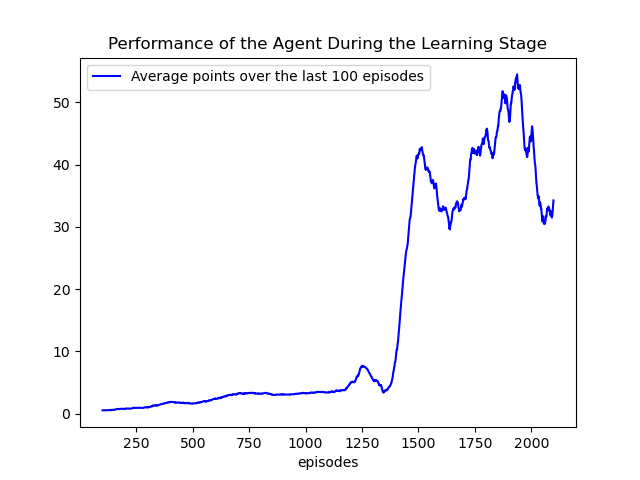 Performance of the Agent During the Learning Stage
Average points over the last 100 episodes
50
40
30
20
10
0
250 500 750 1000 1250 1500 1750 2000
episodes